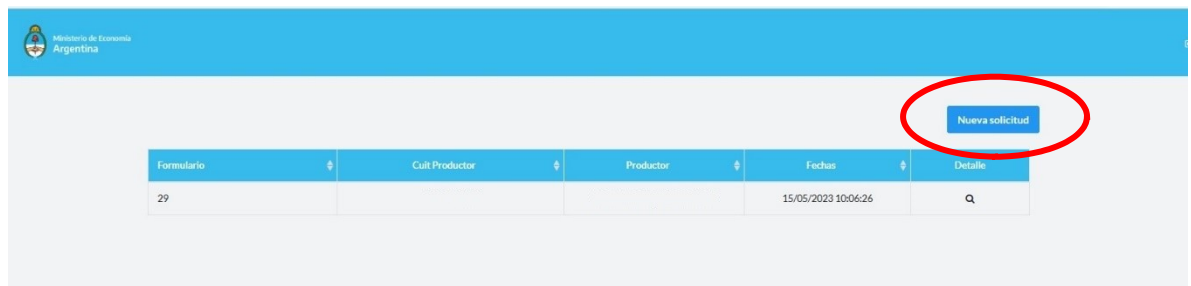 Ministerio de Economía
Argentina
Nueva solicitud
Formulario Cuit Productor Productor Fechas Detalle
29 15/05/2023 10:06:26